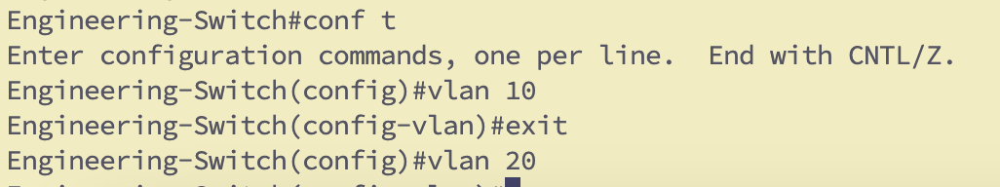 Engineering-Switch#conf t
Enter configuration commands, one per line.  End with CNTL/Z.
Engineering-Switch(config)#vlan 10
Engineering-Switch(config-vlan)#exit
Engineering-Switch(config)#vlan 20